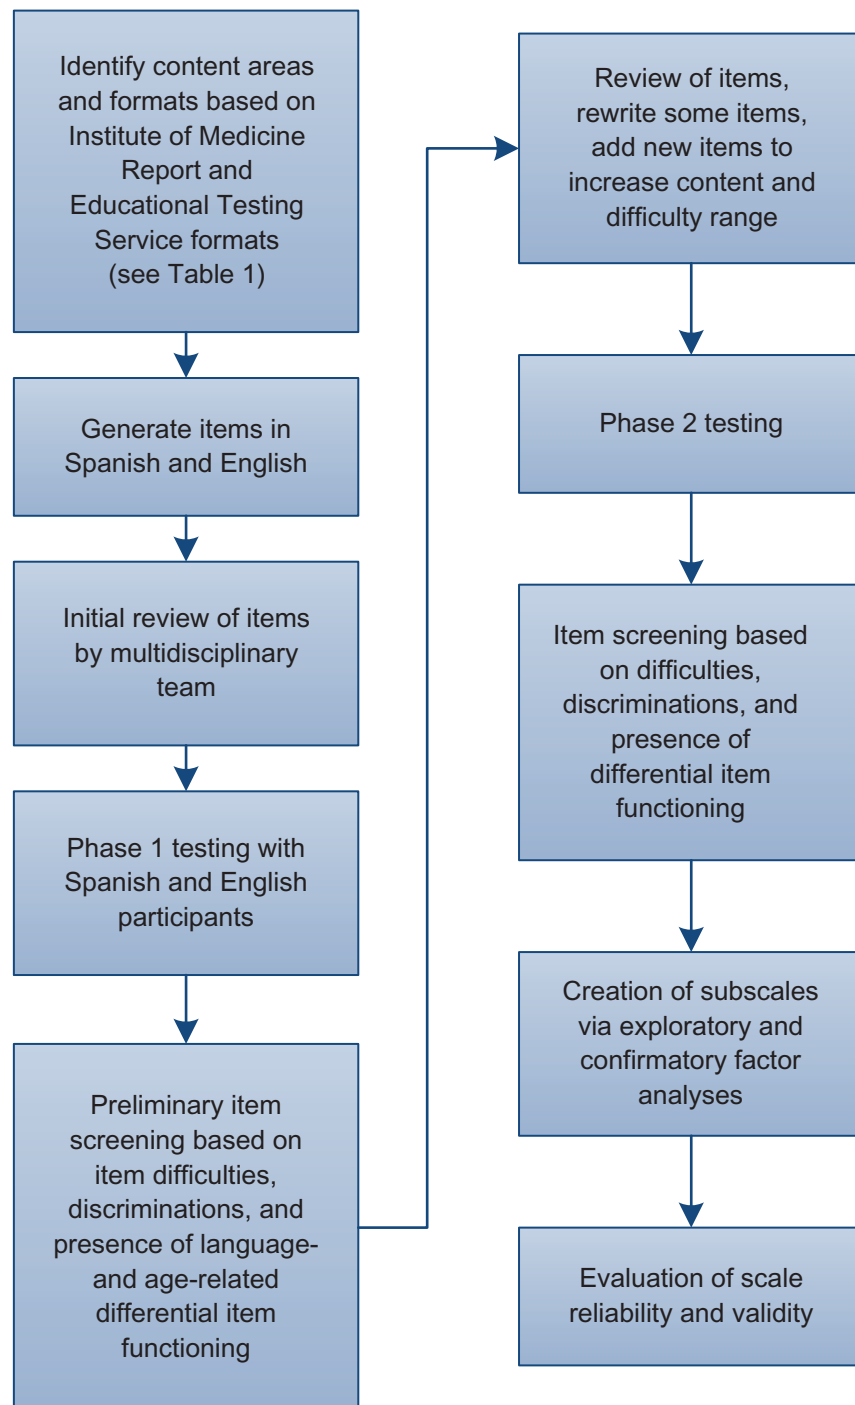 Identify content areas
and formats based on
Institute of Medicine
Report and
Educational Testing
Service formats
(see Table 1)
Generate items in
Spanish and English
Initial review of items
by multidisciplinary
team
Phase 1 testing with
Spanish and English
participants
Preliminary item
screening based on
item difficulties,
discriminations, and
presence of language-
and age-related
differential item
functioning
Review of items,
rewrite some items,
add new items to
increase content and
difficulty range
Phase 2 testing
Item screening based
on difficulties,
discriminations, and
presence of
differential item
functioning
Creation of subscales
via exploratory and
confirmatory factor
analyses
Evaluation of scale
reliability and validity